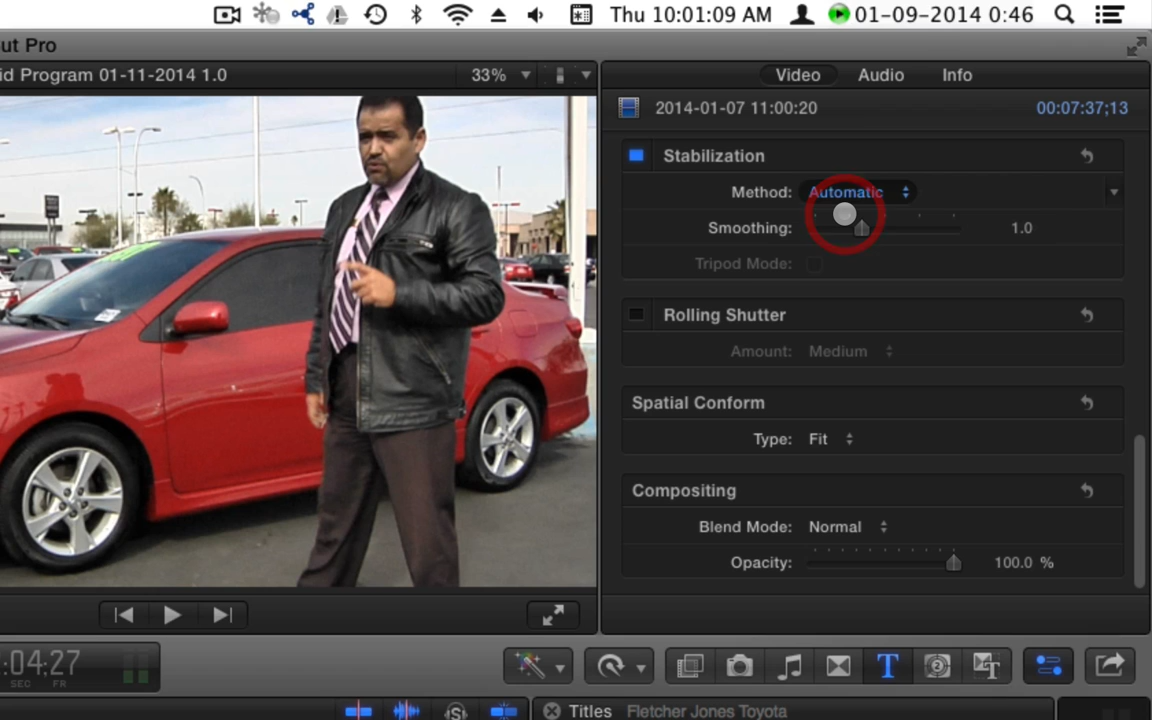 Thu 10:01:09 AM 01-09-2014 0:46
ut Pro
id Program 01-11-2014 1.0 33%
Video Audio Info
2014-01-07 11:00:20 00:07:37;13
Stabilization
Method: Automatic
Smoothing: 1.0
Tripod Mode:
Rolling Shutter
Amount: Medium
Spatial Conform
Type: Fit
Compositing
Blend Mode: Normal
Opacity: 100.0 %
:04;27
SEC FR
Titles Fletcher Jones Toyota